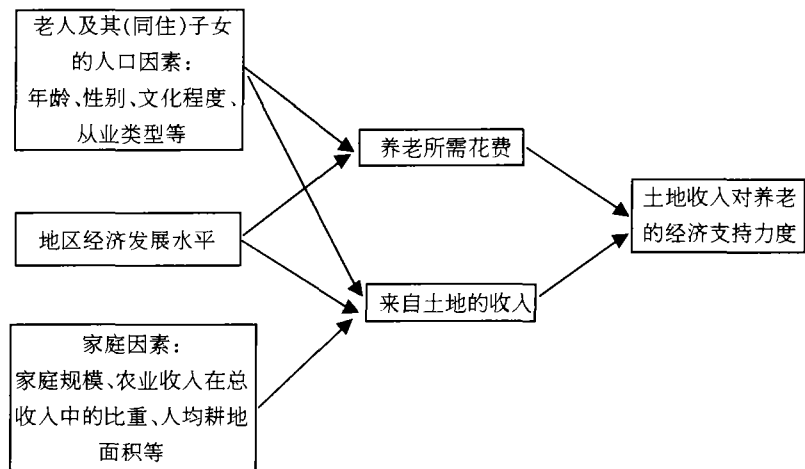 老人及其(同住)子女
的人口因素:
年龄、性别、文化程度、
从业类型等
养老所需花费
土地收入对养老
的经济支持力度
地区经济发展水平
来自土地的收入
家庭因素:
家庭规模、农业收入在总
收入中的比重、人均耕地
面积等